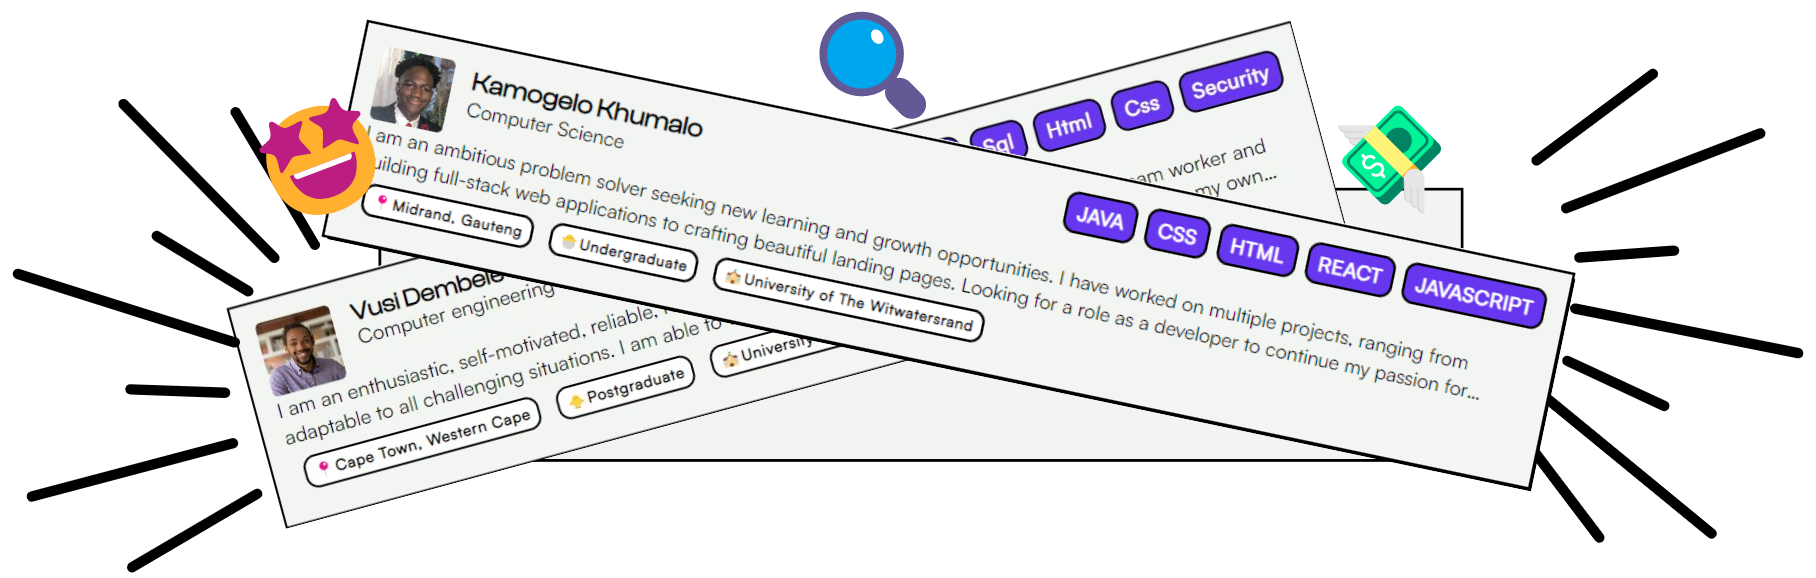 Kamogelo Khumalo
Computer Science
I am an ambitious problem solver seeking new learning and growth opportunities. I have worked on multiple projects, ranging from
uilding full-stack web applications to crafting beautiful landing pages. Looking for a role as a developer to continue my passion for...
Midrand, Gauteng
Undergraduate
University of The Witwatersrand
JAVA
CSS
HTML
REACT
JAVASCRIPT
Sql
Html
Css
Security
am worker and
my own...
Vusi Dembele
Computer engineering
I am an enthusiastic, self-motivated, reliable,
adaptable to all challenging situations. I am able to
Cape Town, Western Cape
Postgraduate
University